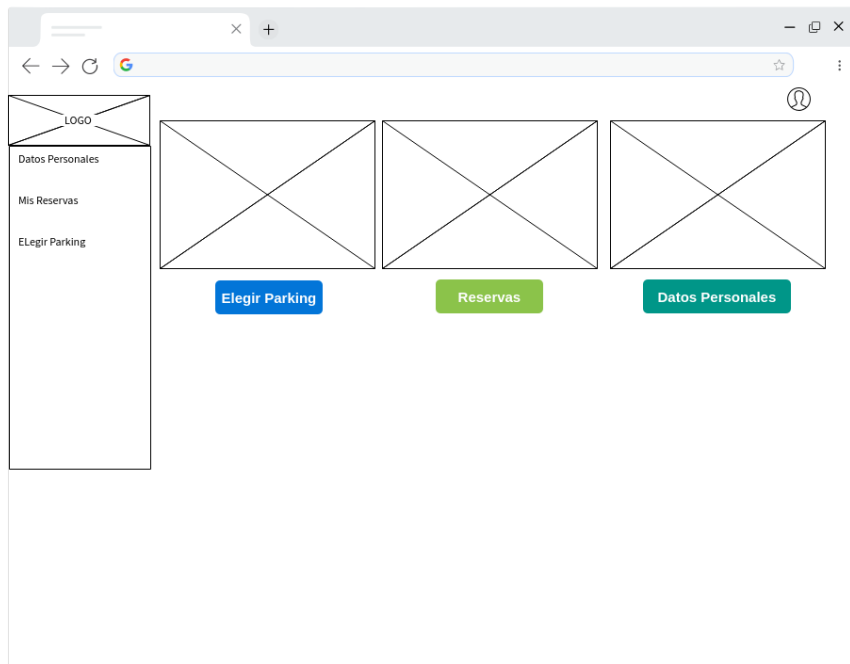 LOGO
Datos Personales
Mis Reservas
ELegir Parking
Elegir Parking
Reservas
Datos Personales